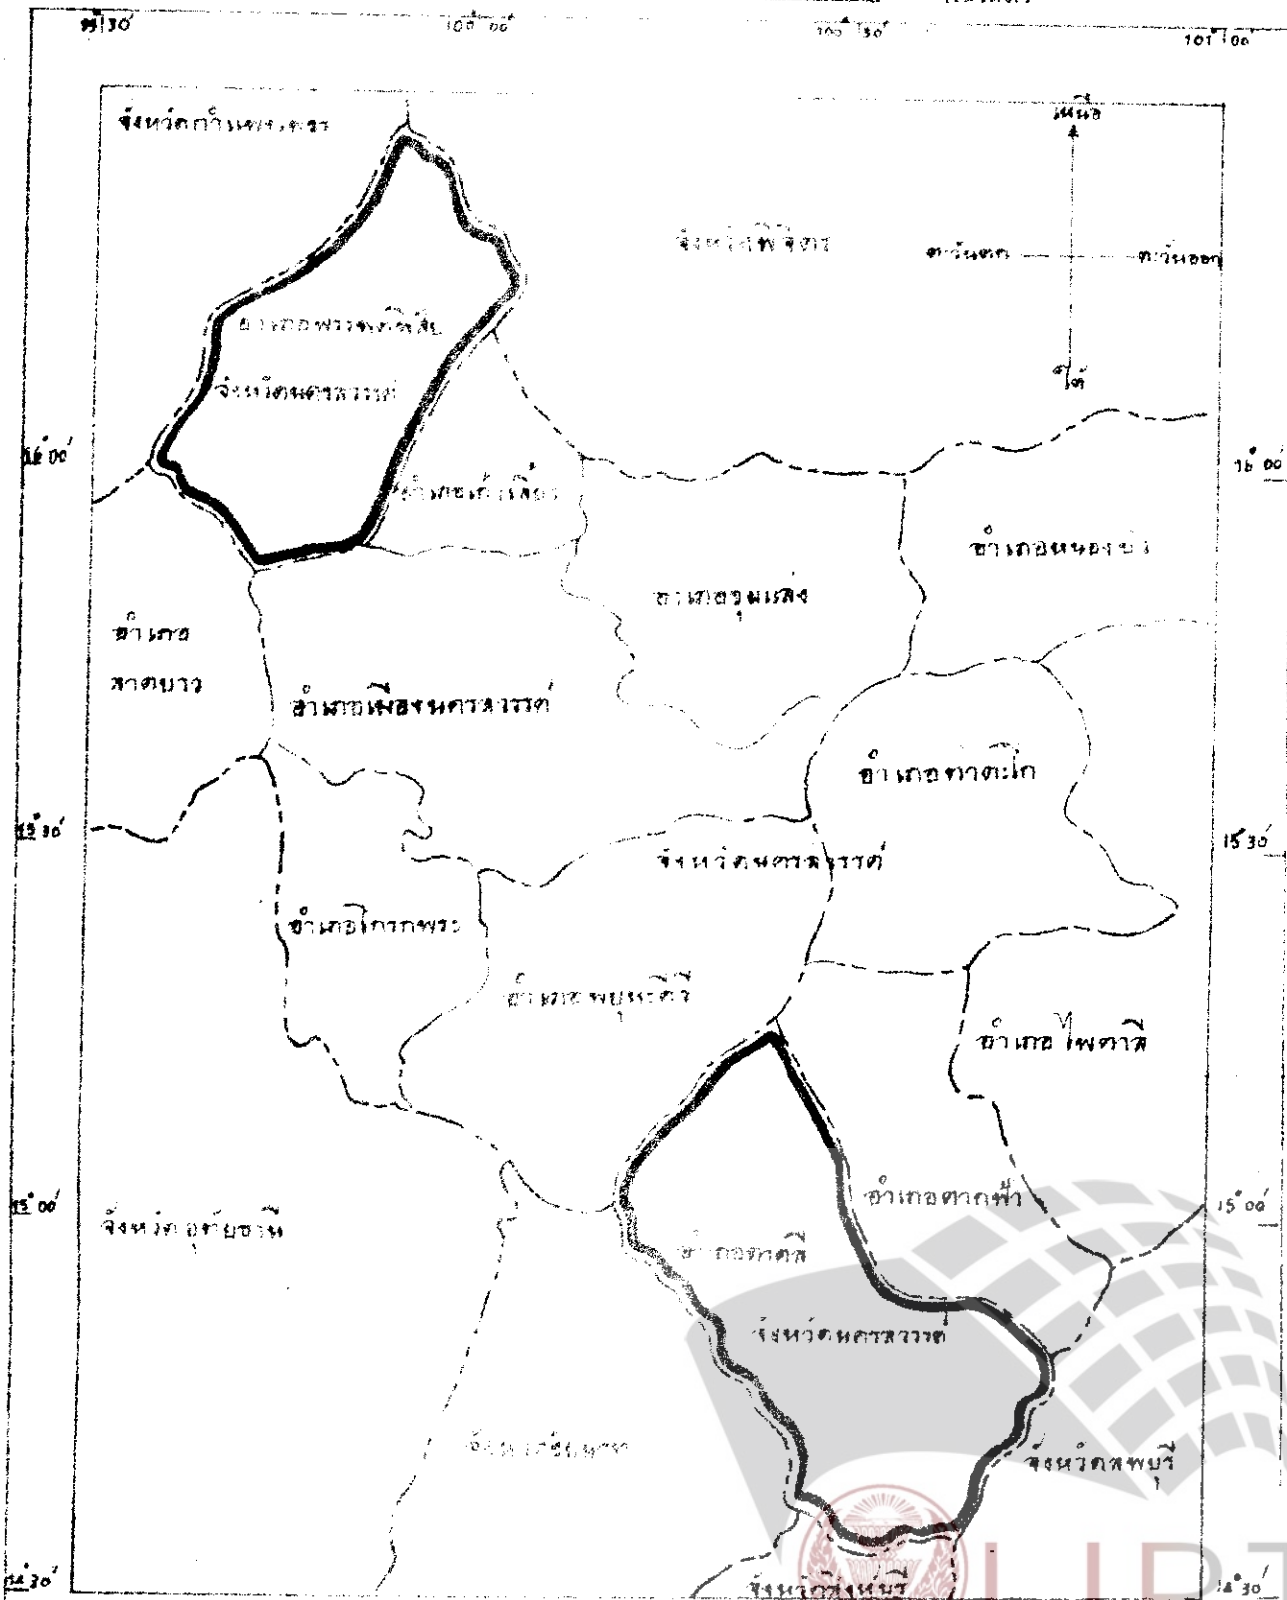 99°30′
100°00′
100°30′
101°00′
จังหวัดกำแพงเพชร
เหนือ
จังหวัดพิจิตร
ตะวันตก
ตะวันออก
ใต้
อำเภอบรรพตพิสัย
จังหวัดนครสวรรค์
16°00′
16°00′
อำเภอเก้าเลี้ยว
อำเภอหนองบัว
อำเภอชุมแสง
อำเภอ
ลาดยาว
อำเภอเมืองนครสวรรค์
อำเภอท่าตะโก
15°30′
15°30′
จังหวัดนครสวรรค์
อำเภอโกรกพระ
อำเภอพยุหะคีรี
อำเภอไพศาลี
15°00′
15°00′
อำเภอตากฟ้า
จังหวัดอุทัยธานี
อำเภอตาคลี
จังหวัดนครสวรรค์
จังหวัดชัยนาท
จังหวัดลพบุรี
14°30′
14°30′
จังหวัดสิงห์บุรี